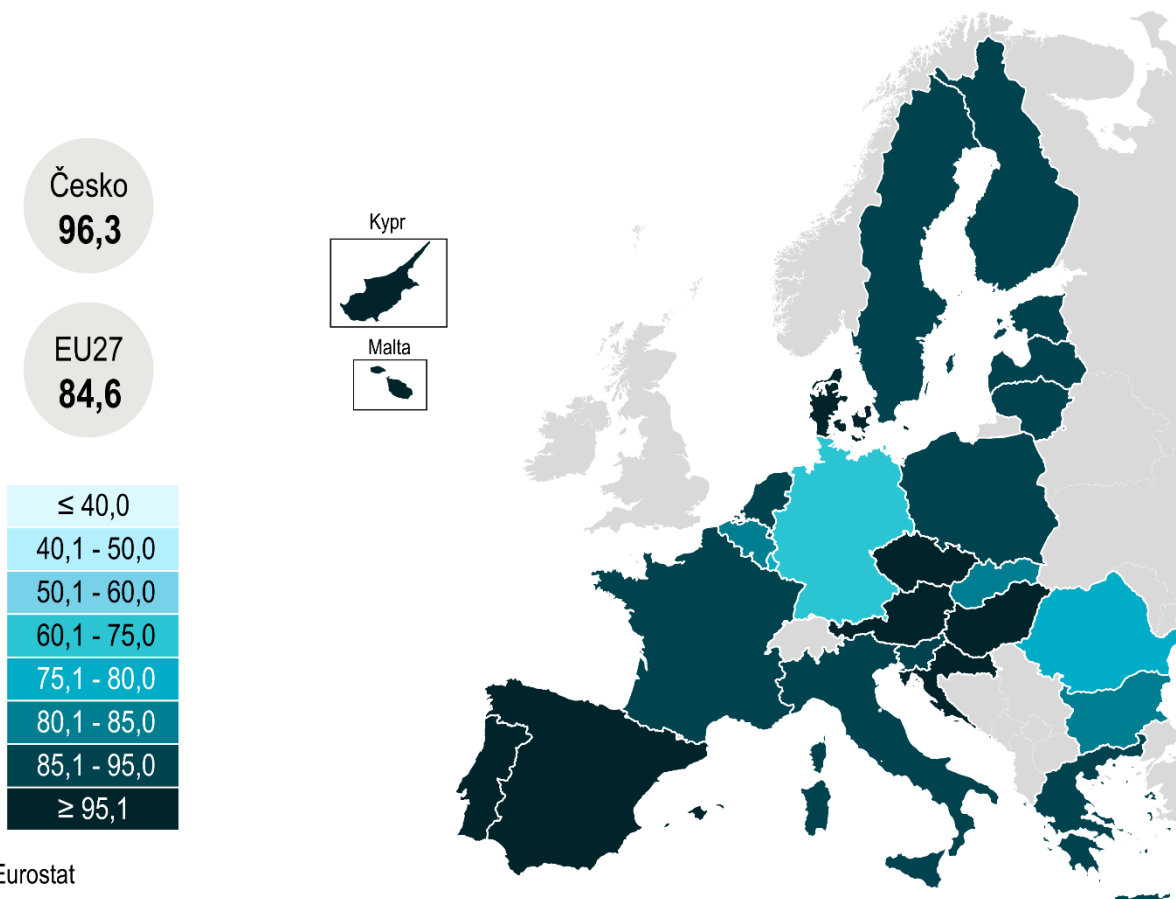 Česko
96,3
EU27
84,6
Kypr
Malta
≤ 40,0
40,1 - 50,0
50,1 - 60,0
60,1 - 75,0
75,1 - 80,0
80,1 - 85,0
85,1 - 95,0
≥ 95,1
Eurostat